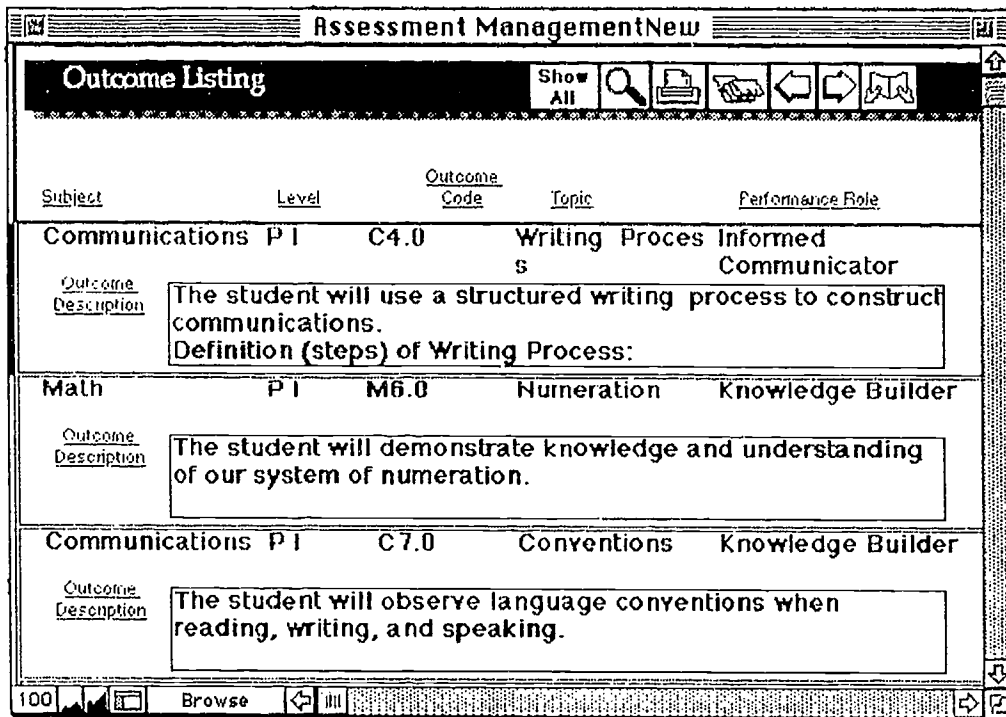 Assessment ManagementNew
Outcome Listing
Show
All
Subject Level Outcome Code Topic Performance Role
Communications P I C4.0 Writing Proces Informed
s Communicator
Outcome
Description
The student will use a structured writing process to construct
communications.
Definition (steps) of Writing Process:
Math P I M6.0 Numeration Knowledge Builder
Outcome
Description
The student will demonstrate knowledge and understanding
of our system of numeration.
Communications P I C7.0 Conventions Knowledge Builder
Outcome
Description
The student will observe language conventions when
reading, writing, and speaking.
100 Browse